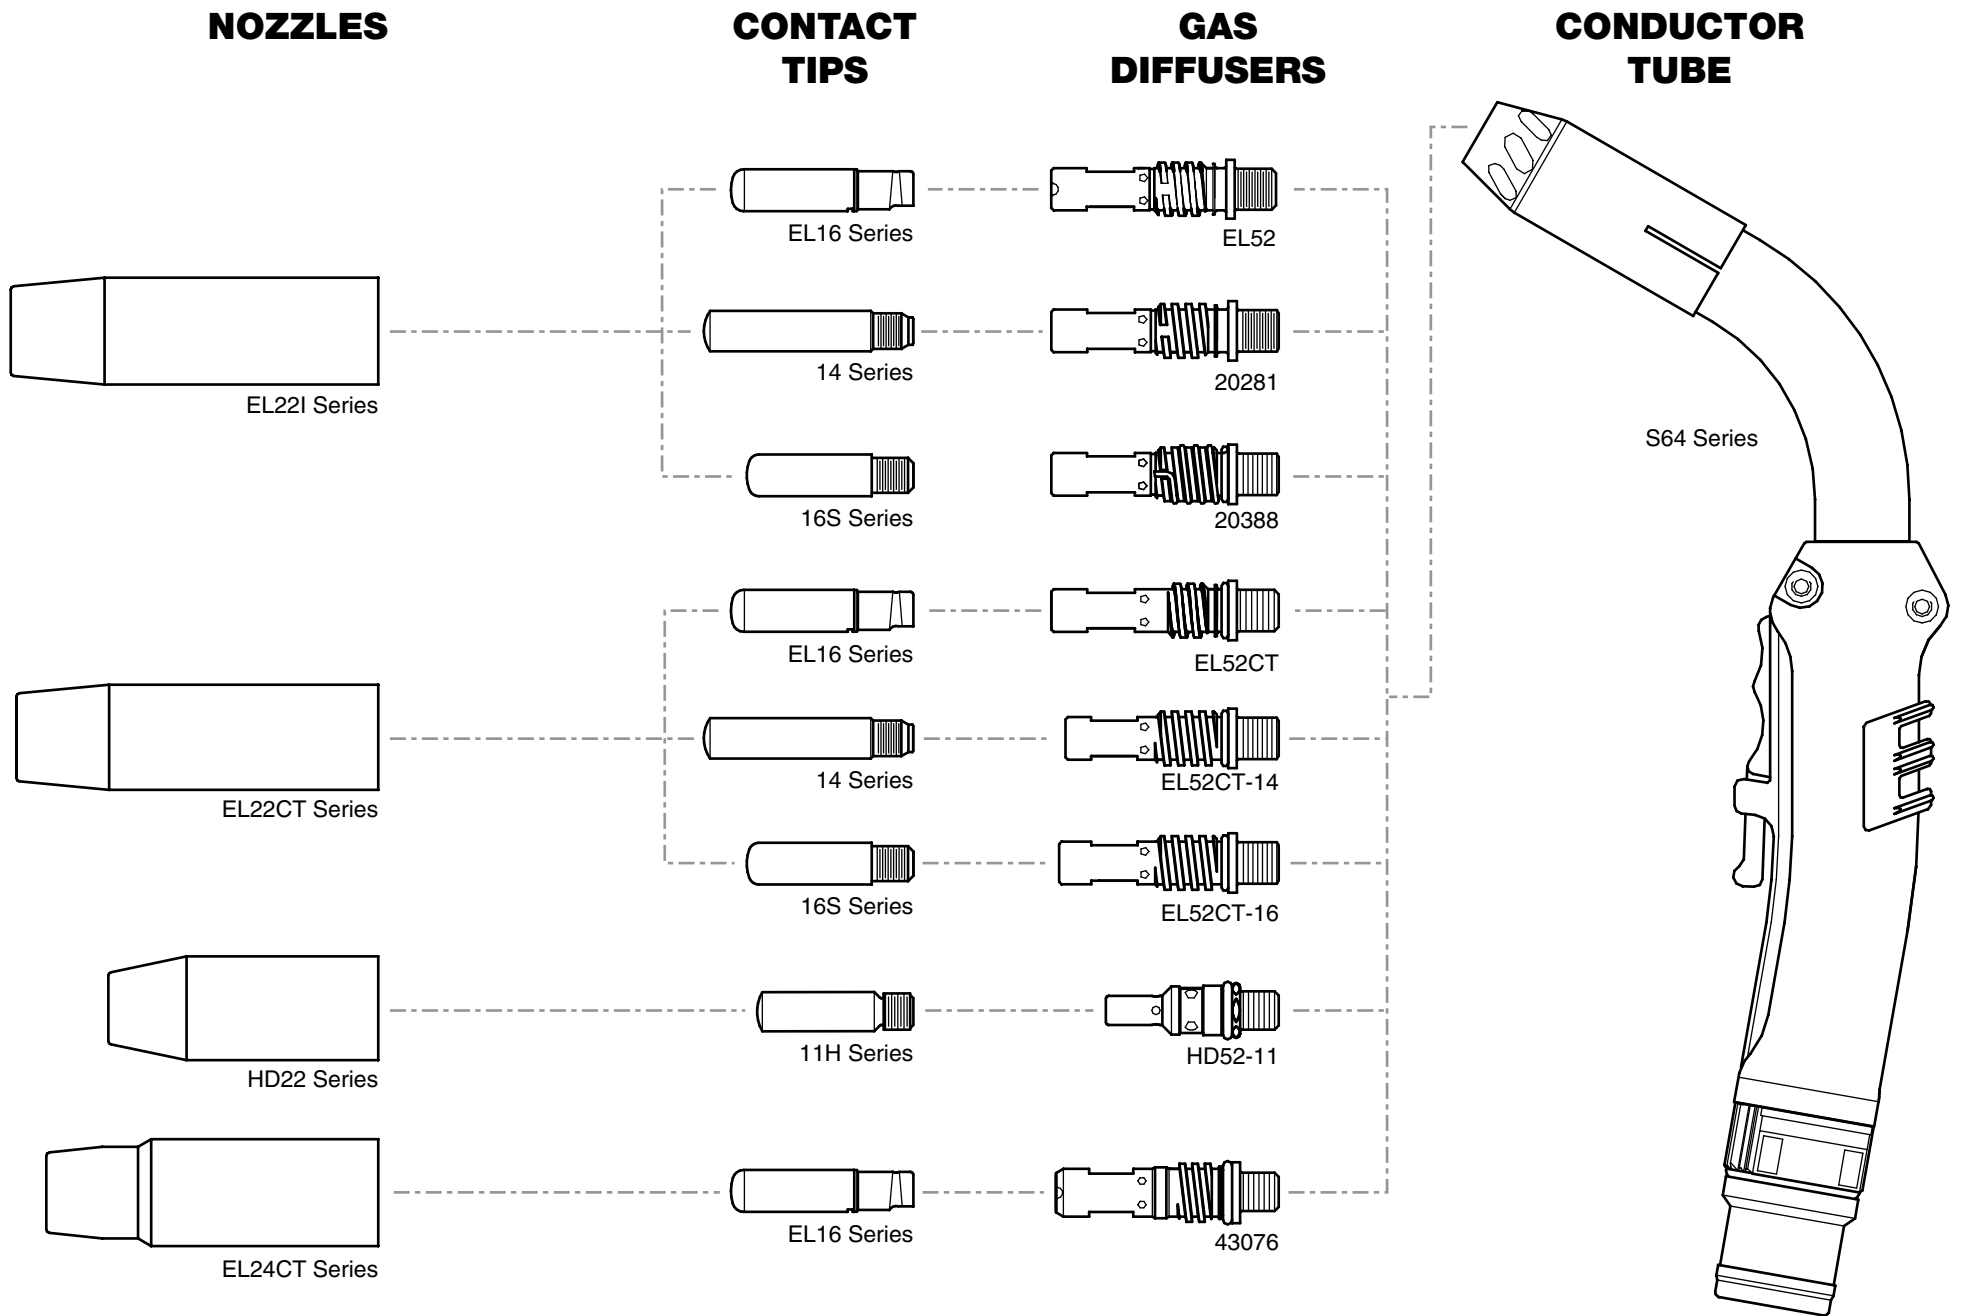 NOZZLES
CONTACT
TIPS
GAS
DIFFUSERS
CONDUCTOR
TUBE
EL16 Series
EL52
EL22I Series
14 Series
20281
S64 Series
16S Series
20388
EL16 Series
EL52CT
EL22CT Series
14 Series
EL52CT-14
16S Series
EL52CT-16
HD22 Series
11H Series
HD52-11
EL24CT Series
EL16 Series
43076